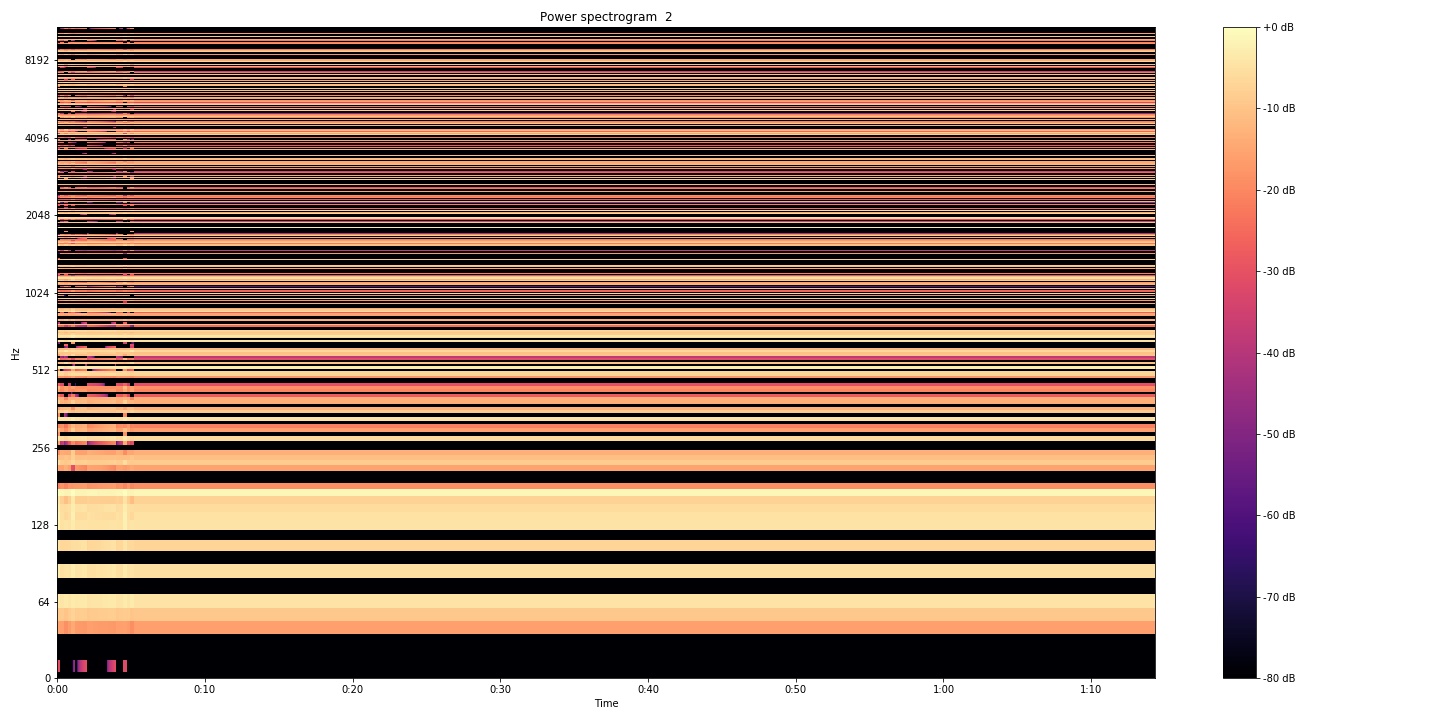 Power spectrogram  2
+0 dB
8192
-10 dB
4096
-20 dB
2048
-30 dB
1024
Hz
-40 dB
512
-50 dB
256
128
-60 dB
64
-70 dB
0
-80 dB
0:00
0:10
0:20
0:30
0:40
0:50
1:00
1:10
Time